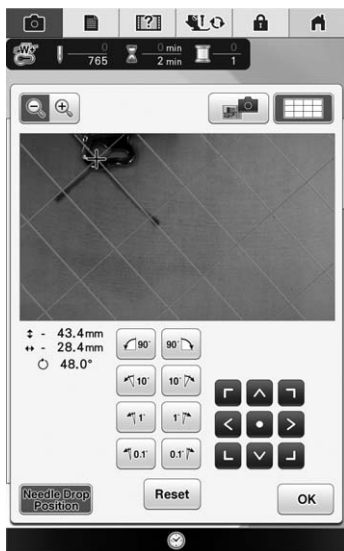 W+
0 0 min 0
765 2 min 1
- 43.4mm
- 28.4mm
48.0°
90° 90°
10° 10°
1° 1°
0.1° 0.1°
Needle Drop
Position
Reset
OK